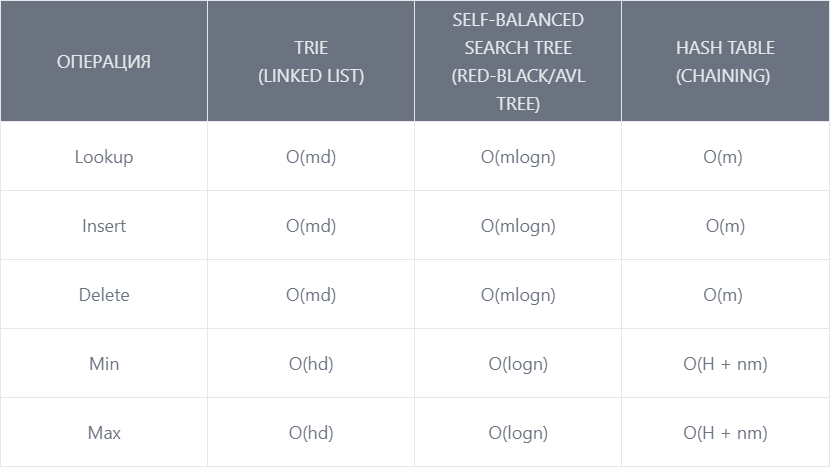 ОПЕРАЦИЯ
TRIE
(LINKED LIST)
SELF-BALANCED
SEARCH TREE
(RED-BLACK/AVL
TREE)
HASH TABLE
(CHAINING)
Lookup
O(md)
O(mlogn)
O(m)
Insert
O(md)
O(mlogn)
O(m)
Delete
O(md)
O(mlogn)
O(m)
Min
O(hd)
O(logn)
O(H + nm)
Max
O(hd)
O(logn)
O(H + nm)